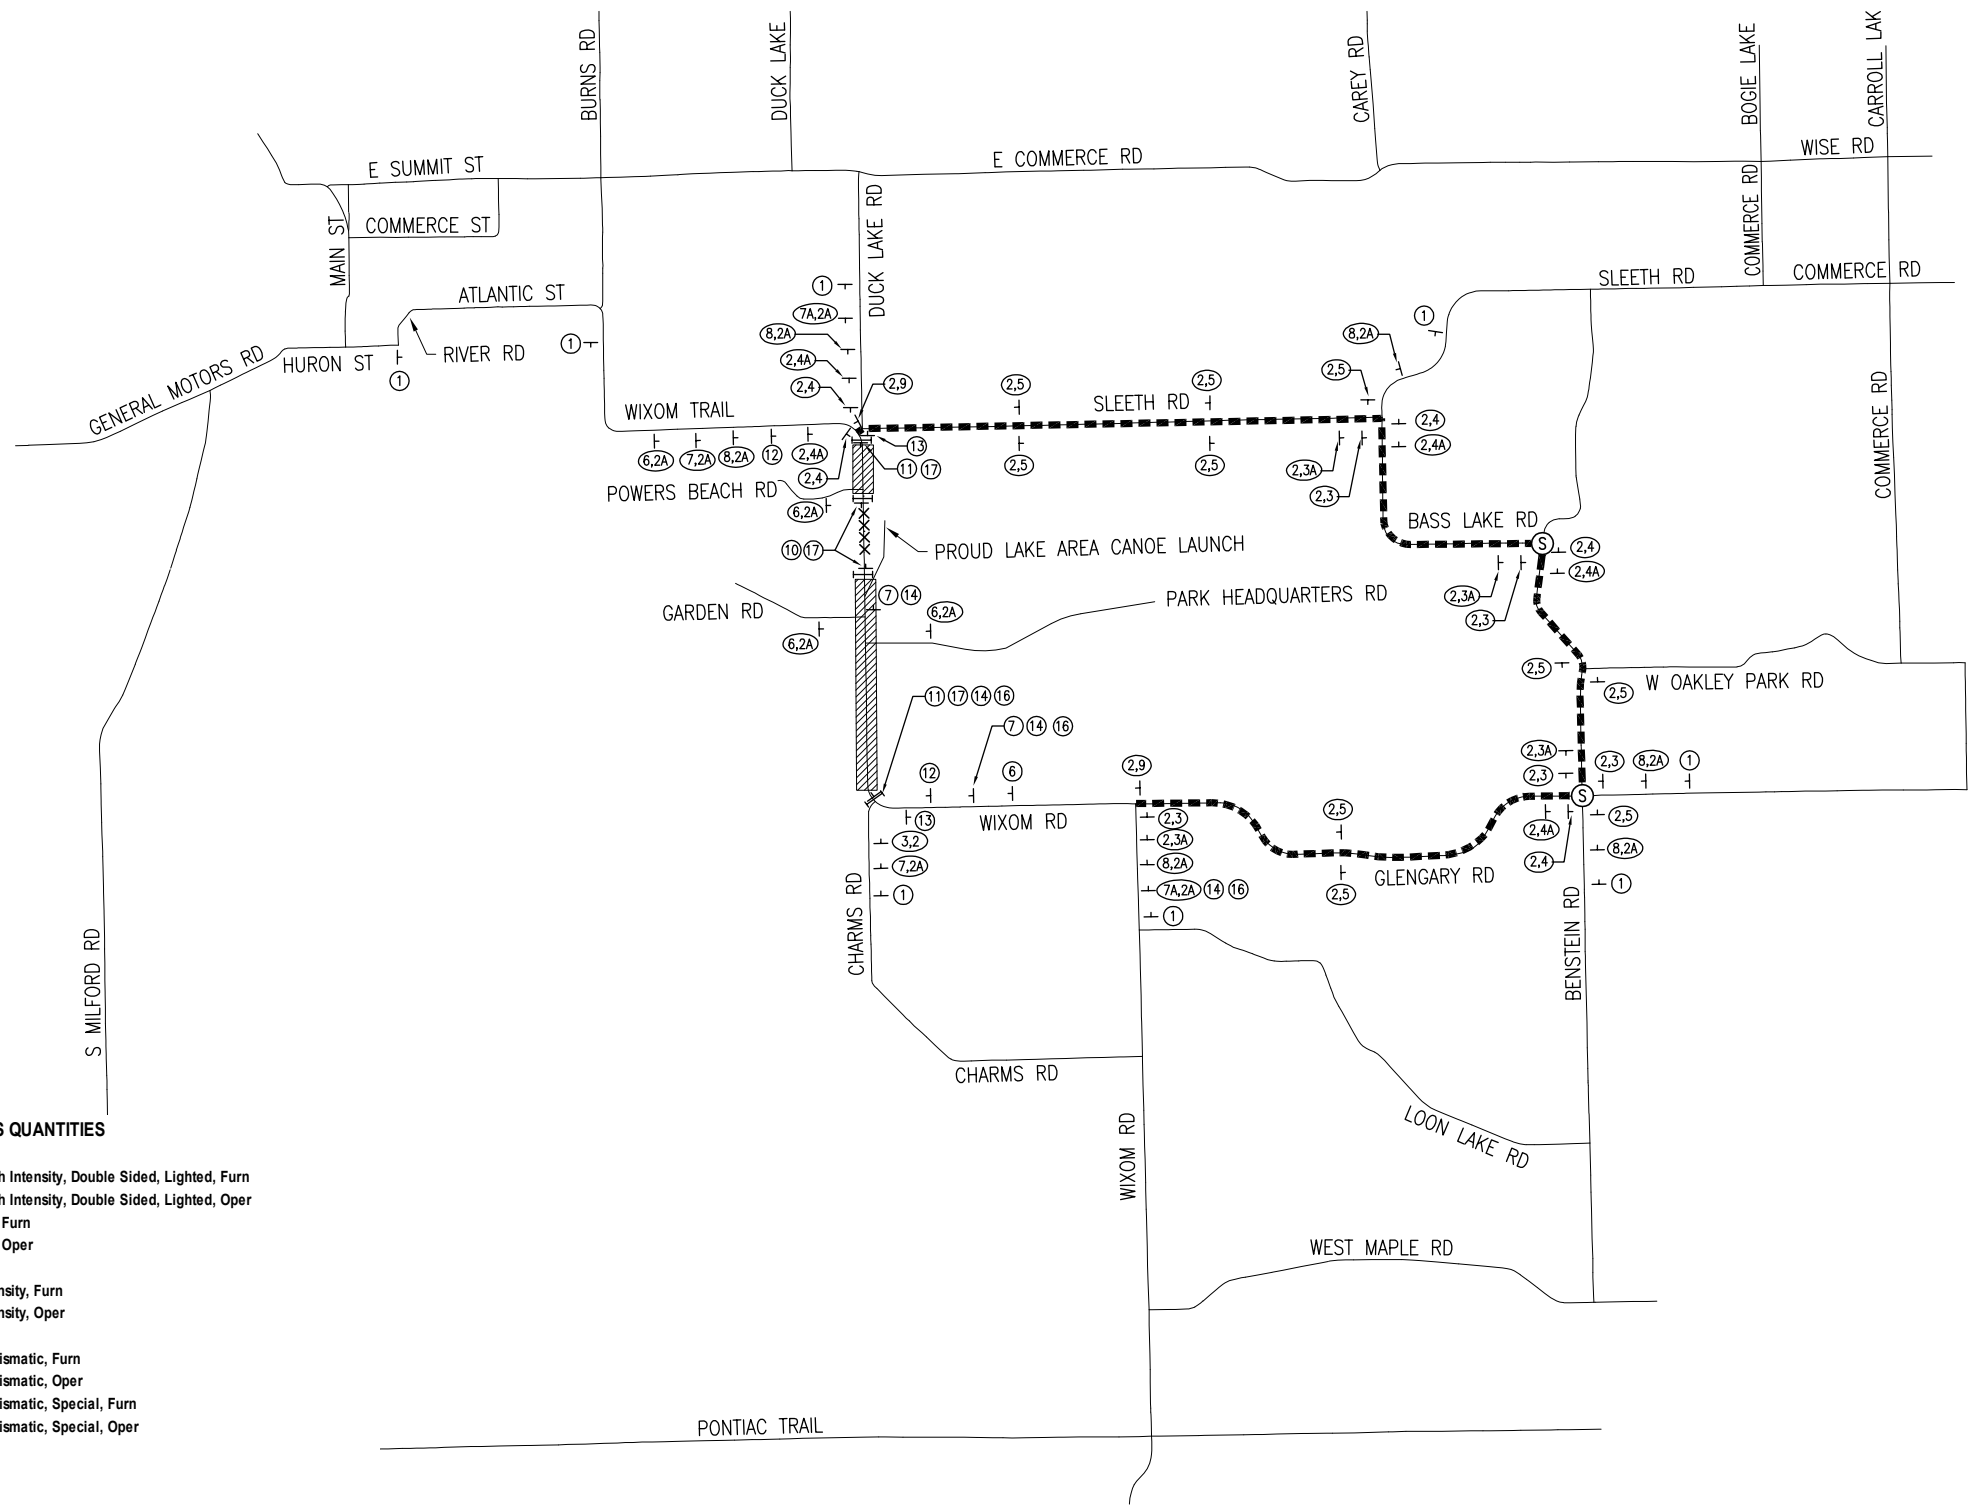 BURNS RD
DUCK LAKE
CAREY RD
BOGIE LAKE
CARROLL LAK
E SUMMIT ST
E COMMERCE RD
WISE RD
COMMERCE ST
MAIN ST
DUCK LAKE RD
COMMERCE RD
SLEETH RD
COMMERCE RD
ATLANTIC ST
1
7A,2A
8,2A
2,4A
2,4
2,9
1
GENERAL MOTORS RD
HURON ST
RIVER RD
1
1
8,2A
2,5
2,5
2,5
WIXOM TRAIL
SLEETH RD
2,4
2,4A
COMMERCE RD
6,2A
7,2A
8,2A
12
2,4A
2,4
13
11 17
2,5
2,5
2,3A
2,3
POWERS BEACH RD
6,2A
BASS LAKE RD
S
2,4
2,4A
10 17
PROUD LAKE AREA CANOE LAUNCH
2,3A
2,3
GARDEN RD
7 14
6,2A
PARK HEADQUARTERS RD
6,2A
2,5
2,5
W OAKLEY PARK RD
11 17 14 16
7 14 16
12
6
2,9
2,3A
2,3
2,3
8,2A
1
S
13
WIXOM RD
2,3
2,3A
8,2A
7A,2A 14 16
1
2,5
2,5
GLENGARY RD
2,4A
2,4
2,5
8,2A
1
3,2
7,2A
1
CHARMS RD
BENSTEIN RD
S MILFORD RD
CHARMS RD
LOON LAKE RD
WIXOM RD
WEST MAPLE RD
PONTIAC TRAIL
S QUANTITIES
h Intensity, Double Sided, Lighted, Furn
h Intensity, Double Sided, Lighted, Oper
Furn
Oper
nsity, Furn
nsity, Oper
ismatic, Furn
ismatic, Oper
ismatic, Special, Furn
ismatic, Special, Oper